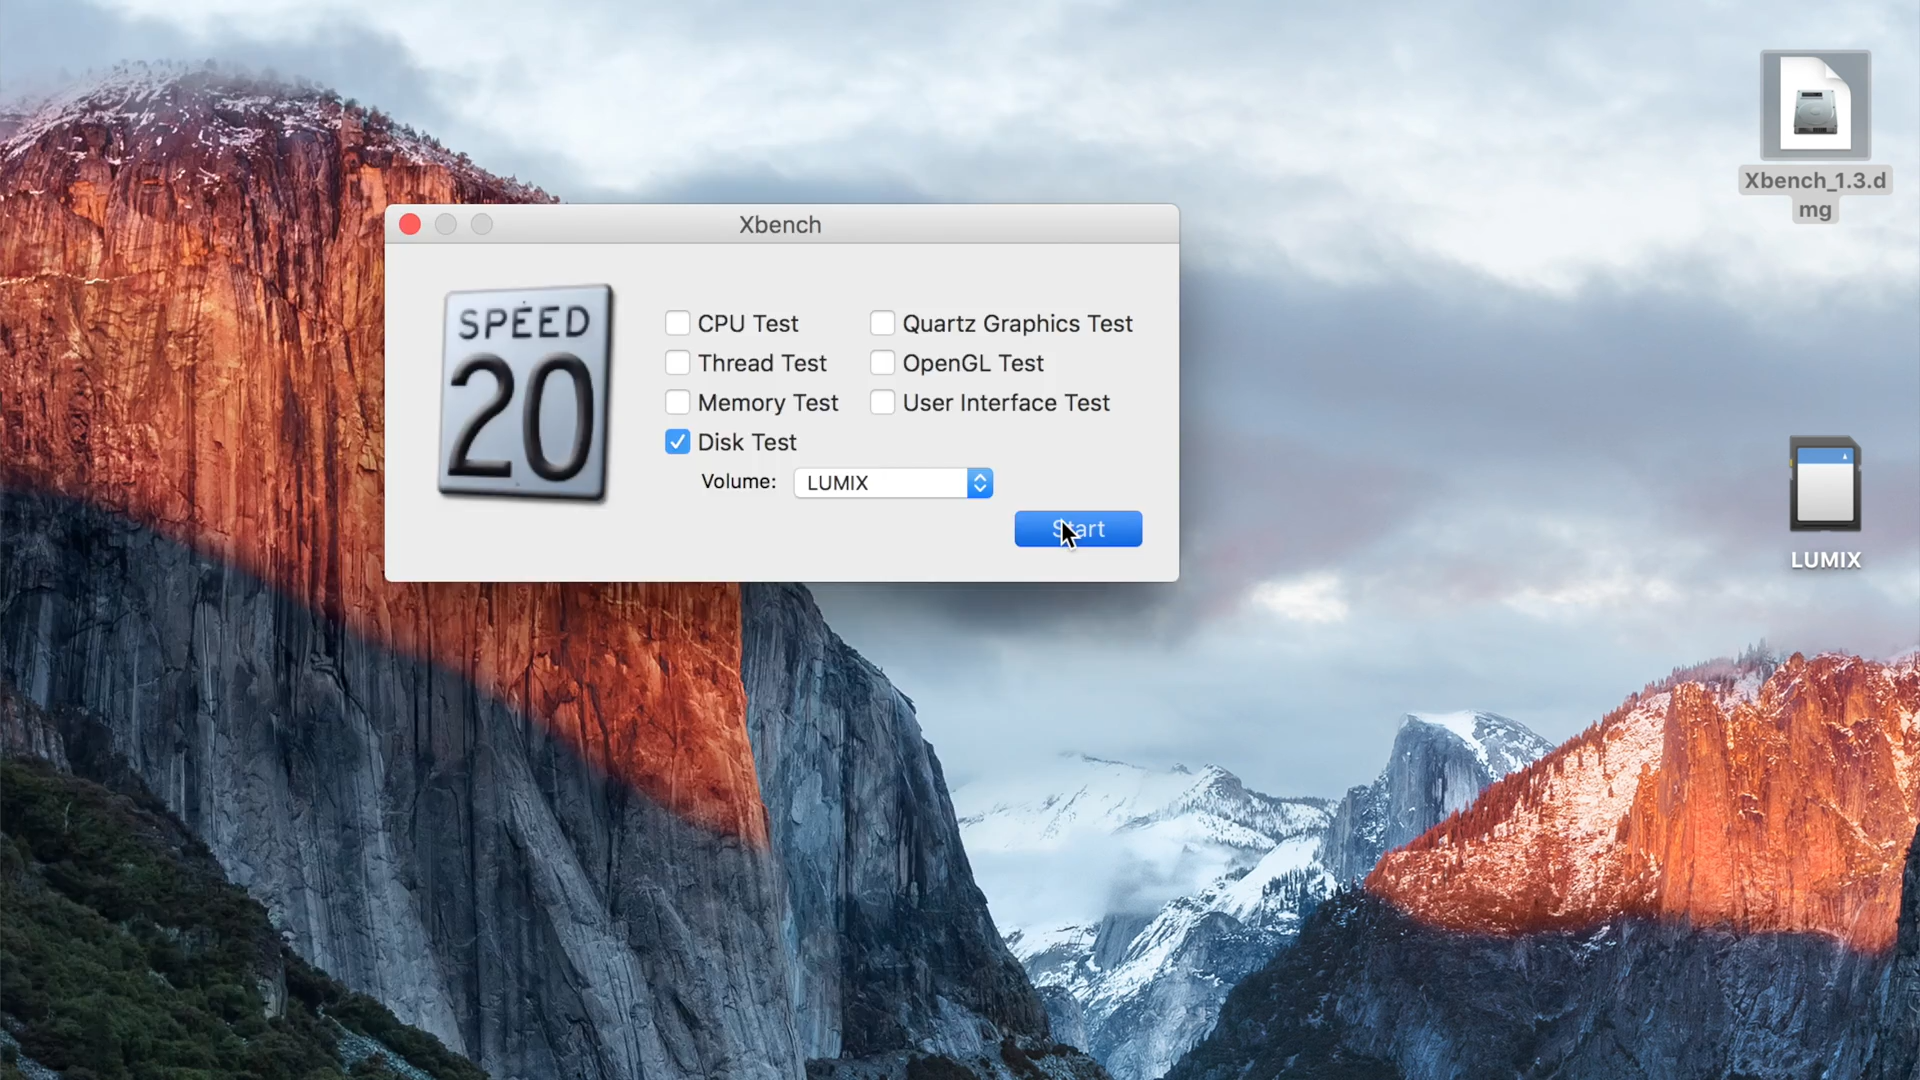 Xbench
SPEED
20
CPU Test
Quartz Graphics Test
Thread Test
OpenGL Test
Memory Test
User Interface Test
Disk Test
Volume: LUMIX
Start
Xbench_1.3.d
mg
LUMIX